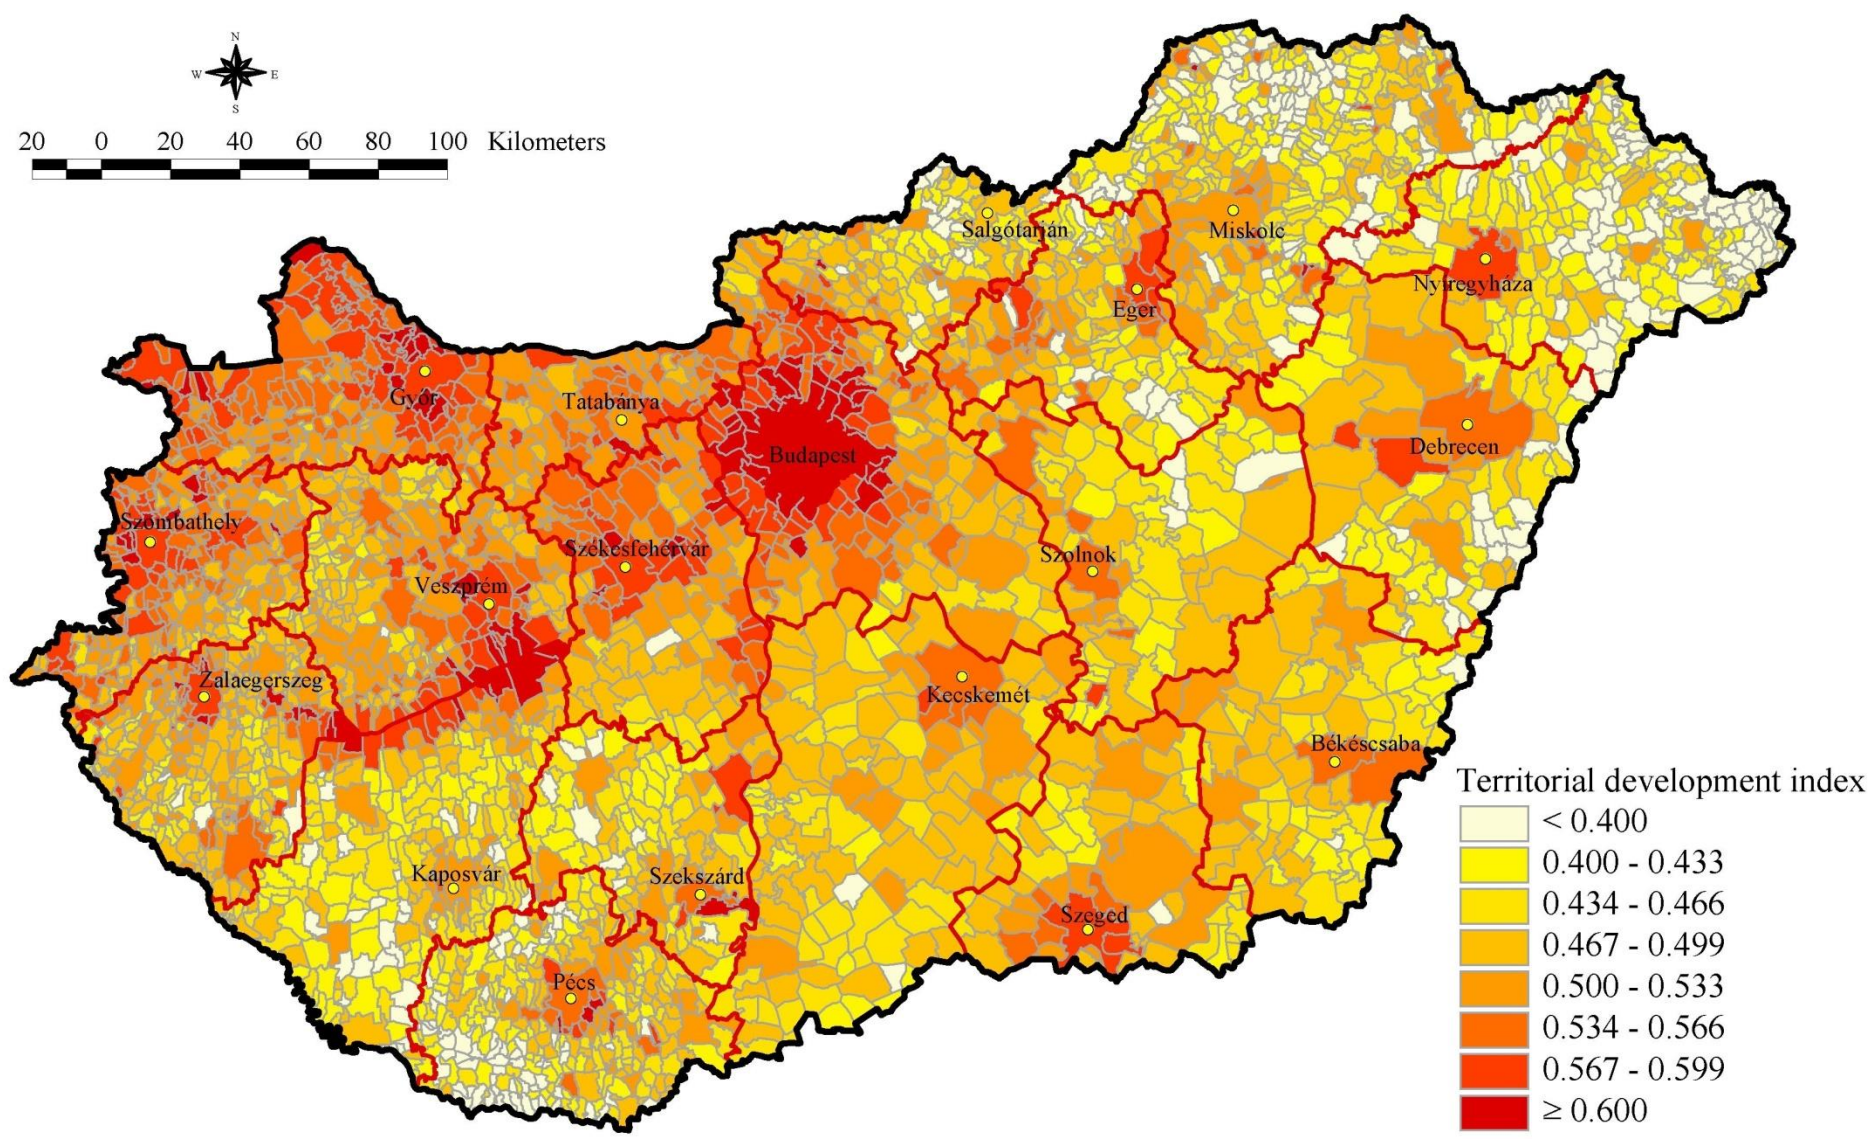 N
W E
S
20 0 20 40 60 80 100 Kilometers
Salgótarján
Miskolc
Nyíregyháza
Eger
Győr
Tatabánya
Budapest
Debrecen
Szombathely
Székesfehérvár
Szolnok
Veszprém
Zalaegerszeg
Kecskemét
Békéscsaba
Kaposvár
Szekszárd
Szeged
Pécs
Territorial development index
< 0.400
0.400 - 0.433
0.434 - 0.466
0.467 - 0.499
0.500 - 0.533
0.534 - 0.566
0.567 - 0.599
≥ 0.600